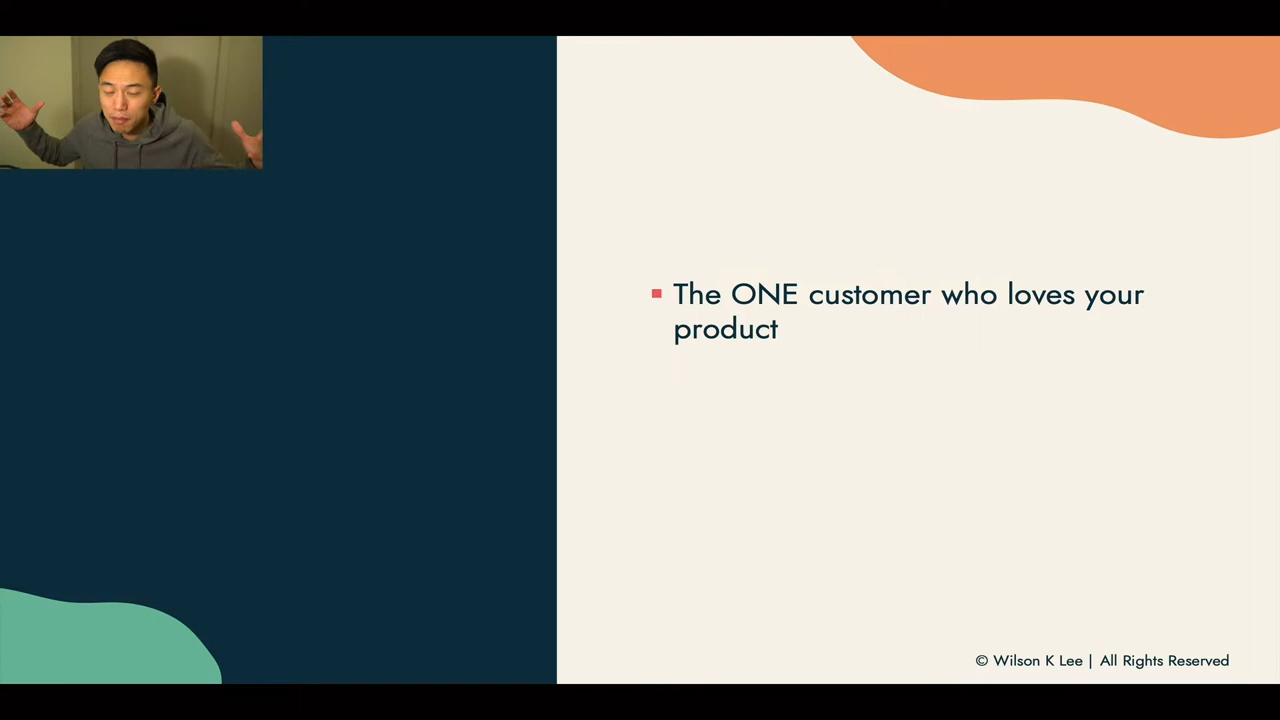 The ONE customer who loves your
product
© Wilson K Lee | All Rights Reserved